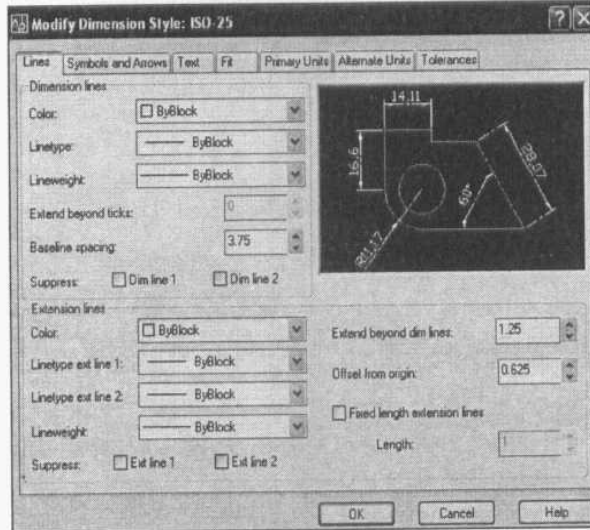 Modify Dimension Style: ISO-25
Lines Symbols and Arrows Text Fit Primary Units Alternate Units Tolerances
Dimension lines
Color: ByBlock
Linetype: ByBlock
Lineweight: ByBlock
Extend beyond ticks: 0
Baseline spacing: 3.75
Suppress: Dim line 1 Dim line 2
14.11
16.6
28.07
60°
R11.17
Extension lines
Color: ByBlock
Linetype ext line 1: ByBlock
Linetype ext line 2: ByBlock
Lineweight: ByBlock
Suppress: Ext line 1 Ext line 2
Extend beyond dim lines: 1.25
Offset from origin: 0.625
Fixed length extension lines
Length: 1
OK Cancel Help